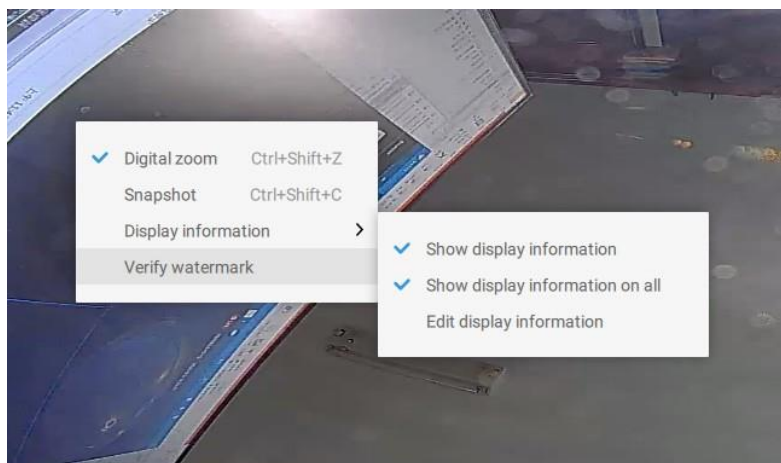 Digital zoom Ctrl+Shift+Z
Snapshot Ctrl+Shift+C
Display information
Verify watermark
Show display information
Show display information on all
Edit display information